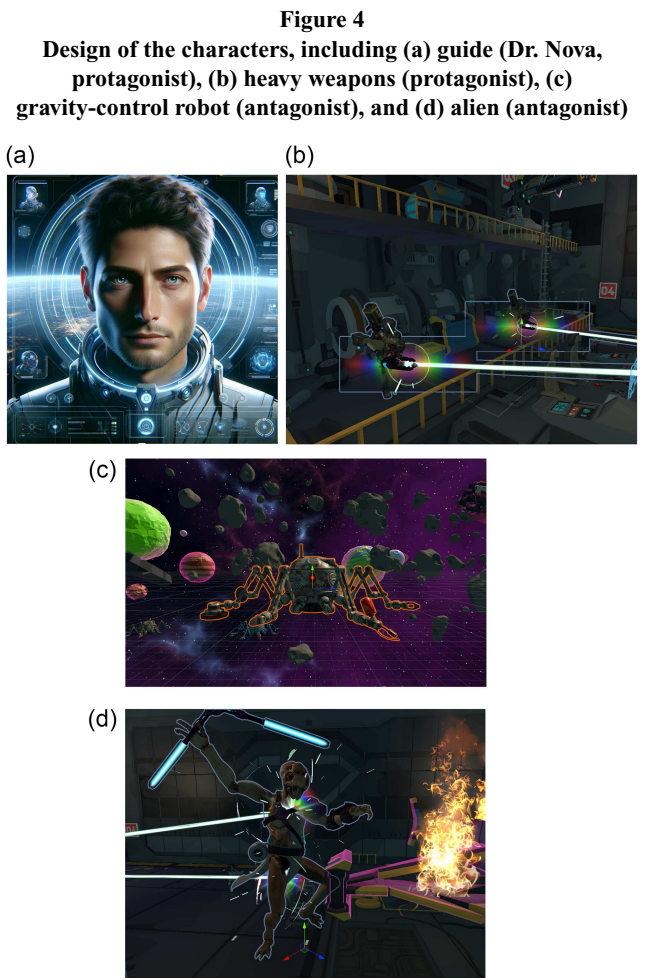 Figure 4
Design of the characters, including (a) guide (Dr. Nova,
protagonist), (b) heavy weapons (protagonist), (c)
gravity-control robot (antagonist), and (d) alien (antagonist)
(a)
(b)
04
(c)
(d)